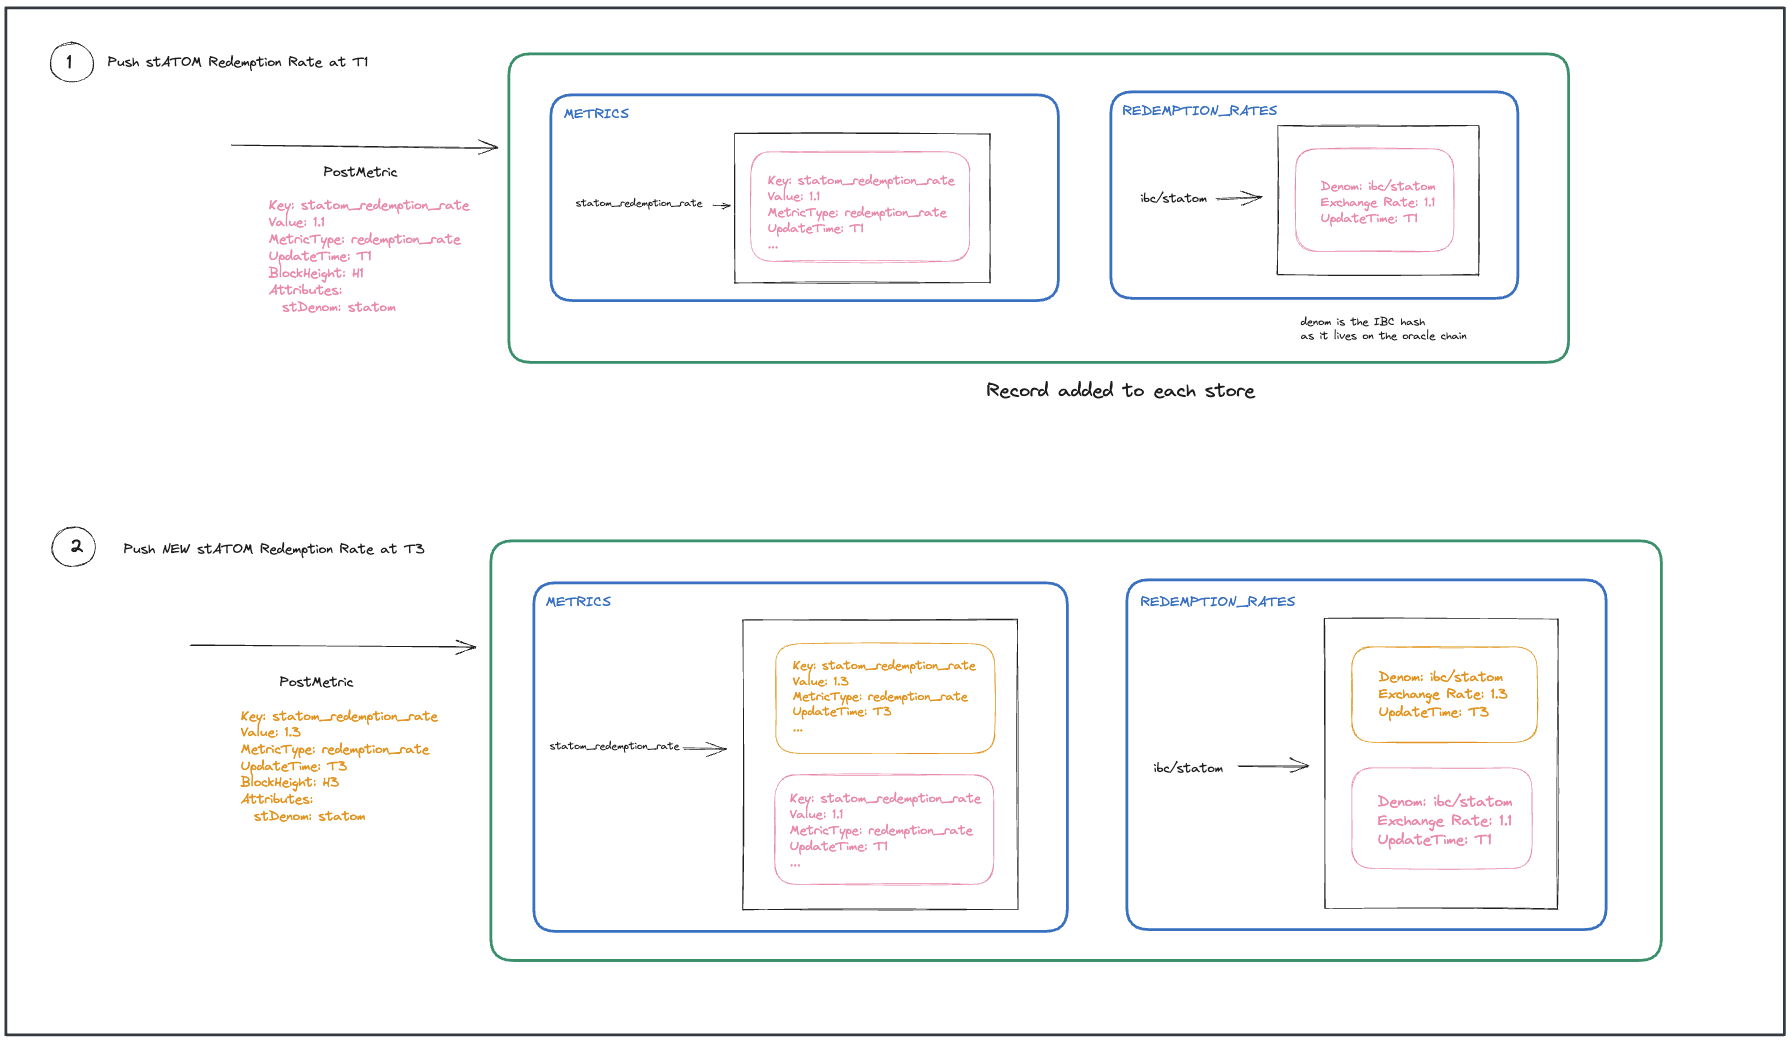 1
Push stATOM Redemption Rate at T1
PostMetric
Key: statom_redemption_rate
Value: 1.1
MetricType: redemption_rate
UpdateTime: T1
BlockHeight: H1
Attributes:
stDenom: statom
METRICS
statom_redemption_rate
Key: statom_redemption_rate
Value: 1.1
MetricType: redemption_rate
UpdateTime: T1
...
REDEMPTION_RATES
ibc/statom
Denom: ibc/statom
Exchange Rate: 1.1
UpdateTime: T1
denom is the IBC hash
as it lives on the oracle chain
Record added to each store
2
Push NEW stATOM Redemption Rate at T3
PostMetric
Key: statom_redemption_rate
Value: 1.3
MetricType: redemption_rate
UpdateTime: T3
BlockHeight: H3
Attributes:
stDenom: statom
METRICS
statom_redemption_rate
Key: statom_redemption_rate
Value: 1.3
MetricType: redemption_rate
UpdateTime: T3
...
Key: statom_redemption_rate
Value: 1.1
MetricType: redemption_rate
UpdateTime: T1
...
REDEMPTION_RATES
ibc/statom
Denom: ibc/statom
Exchange Rate: 1.3
UpdateTime: T3
Denom: ibc/statom
Exchange Rate: 1.1
UpdateTime: T1